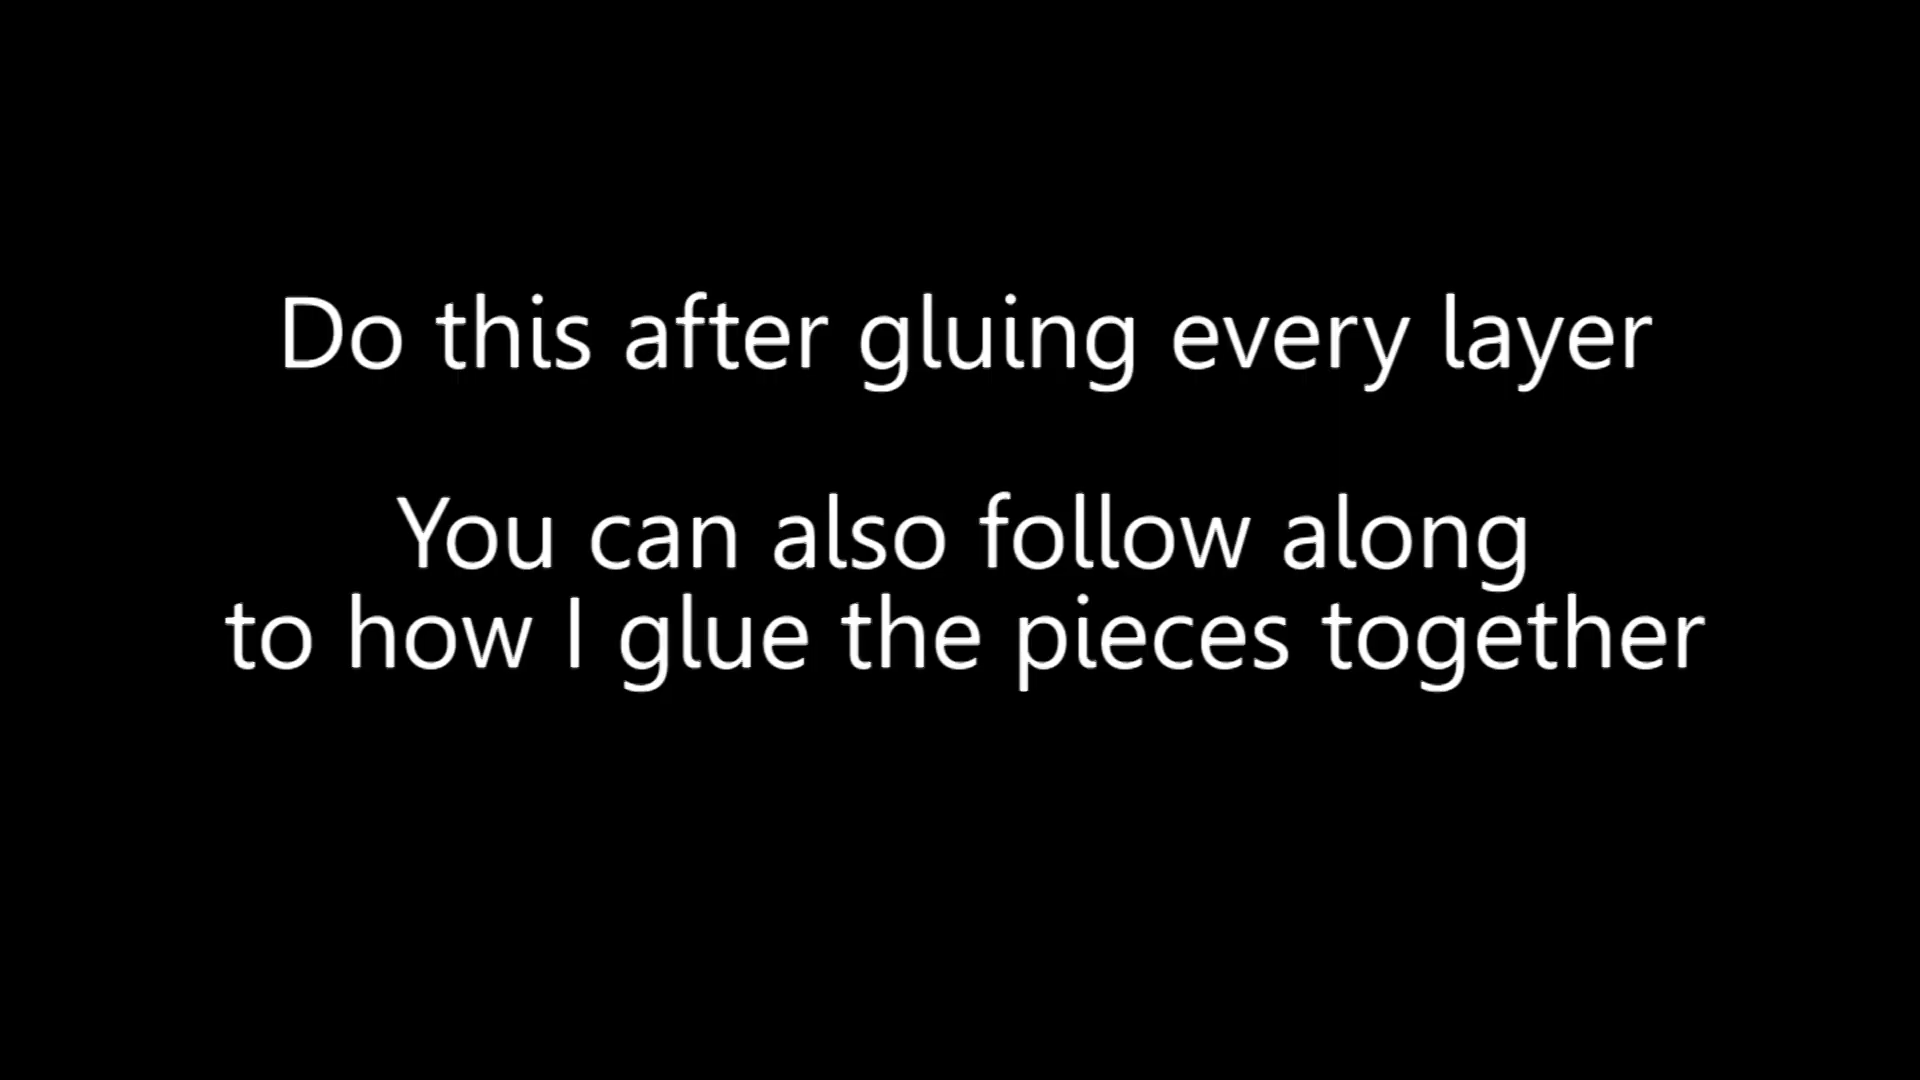 Do this after gluing every layer
You can also follow along
to how I glue the pieces together